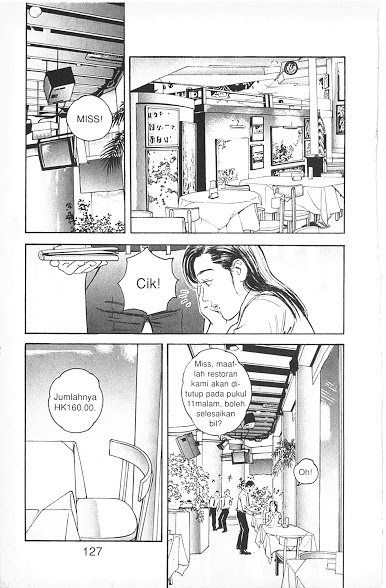 MISS!
Cik!
Miss, maaf-
lah restoran
kami akan di-
tutup pada pukul
11malam, boleh
selesaikan
bil?
Oh!
Jumlahnya
HK160.00.
127